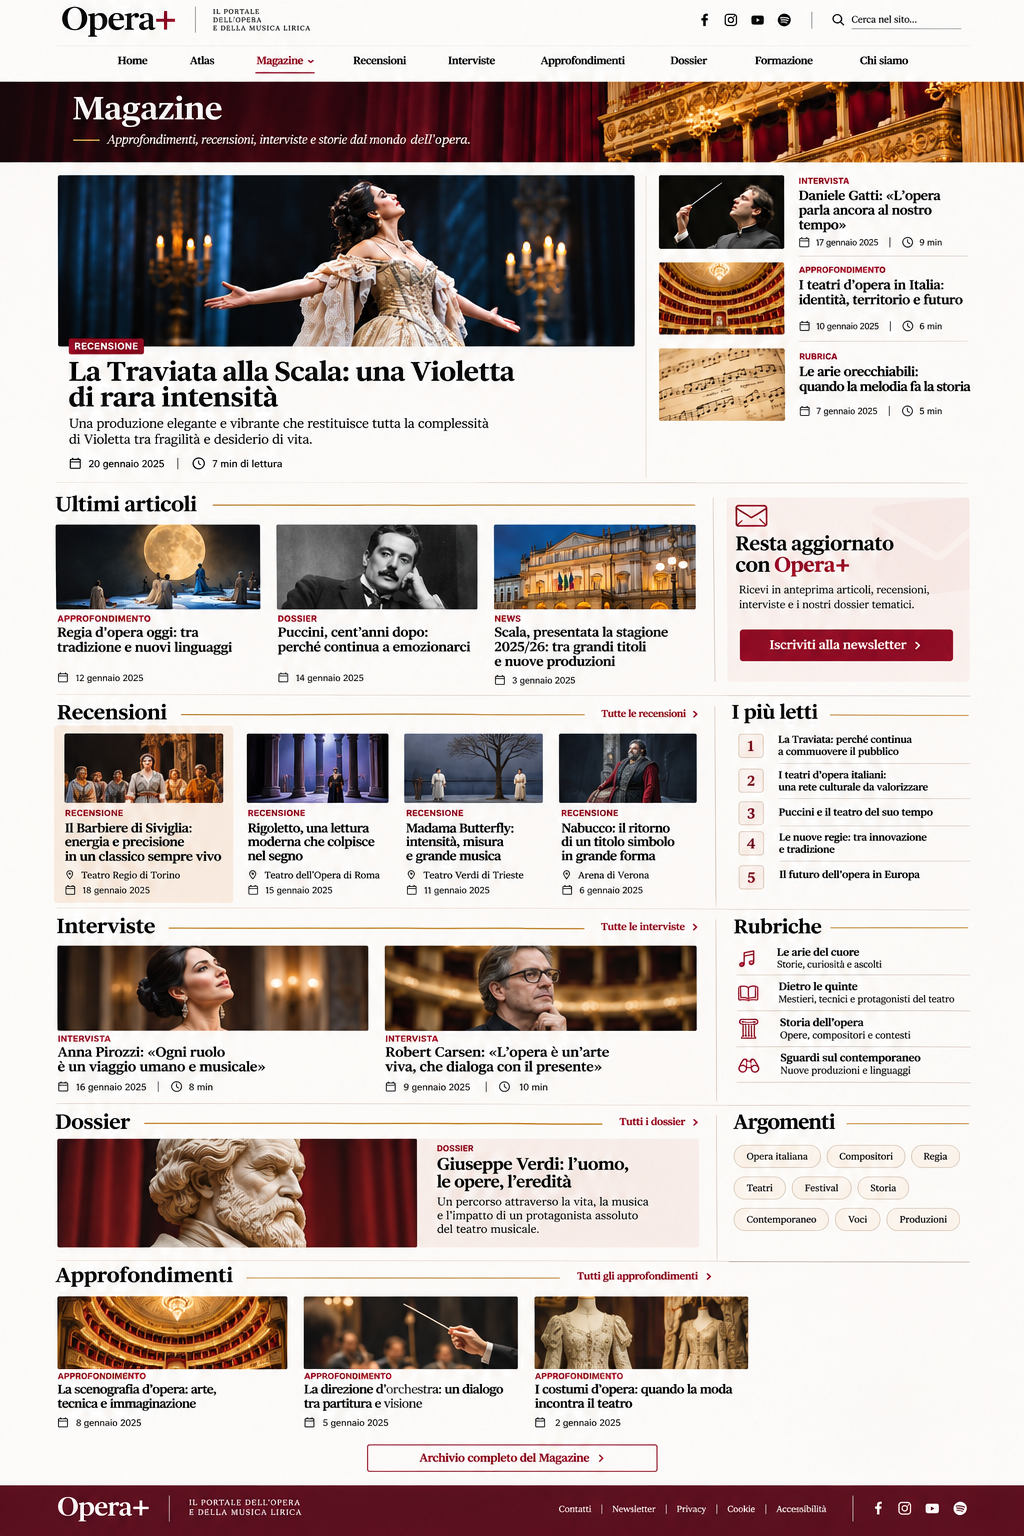 Opera+
IL PORTALE
DELL'OPERA
E DELLA MUSICA LIRICA
Cerca nel sito...
Home
Atlas
Magazine
Recensioni
Interviste
Approfondimenti
Dossier
Formazione
Chi siamo
Magazine
Approfondimenti, recensioni, interviste e storie dal mondo dell'opera.
RECENSIONE
La Traviata alla Scala: una Violetta
di rara intensità
Una produzione elegante e vibrante che restituisce tutta la complessità
di Violetta tra fragilità e desiderio di vita.
20 gennaio 2025 | 7 min di lettura
INTERVISTA
Daniele Gatti: «L'opera
parla ancora al nostro
tempo»
17 gennaio 2025 | 9 min
APPROFONDIMENTO
I teatri d'opera in Italia:
identità, territorio e futuro
10 gennaio 2025 | 6 min
RUBRICA
Le arie orecchiabili:
quando la melodia fa la storia
7 gennaio 2025 | 5 min
Ultimi articoli
APPROFONDIMENTO
Regia d'opera oggi: tra
tradizione e nuovi linguaggi
12 gennaio 2025
DOSSIER
Puccini, cent'anni dopo:
perché continua a emozionarci
14 gennaio 2025
NEWS
Scala, presentata la stagione
2025/26: tra grandi titoli
e nuove produzioni
3 gennaio 2025
Resta aggiornato
con Opera+
Ricevi in anteprima articoli, recensioni,
interviste e i nostri dossier tematici.
Iscriviti alla newsletter
Recensioni
Tutte le recensioni
RECENSIONE
Il Barbiere di Siviglia:
energia e precisione
in un classico sempre vivo
Teatro Regio di Torino
18 gennaio 2025
RECENSIONE
Rigoletto, una lettura
moderna che colpisce
nel segno
Teatro dell'Opera di Roma
15 gennaio 2025
RECENSIONE
Madama Butterfly:
intensità, misura
e grande musica
Teatro Verdi di Trieste
11 gennaio 2025
RECENSIONE
Nabucco: il ritorno
di un titolo simbolo
in grande forma
Arena di Verona
6 gennaio 2025
I più letti
1
La Traviata: perché continua
a commuovere il pubblico
2
I teatri d'opera italiani:
una rete culturale da valorizzare
3
Puccini e il teatro del suo tempo
4
Le nuove regie: tra innovazione
e tradizione
5
Il futuro dell'opera in Europa
Interviste
Tutte le interviste
INTERVISTA
Anna Pirozzi: «Ogni ruolo
è un viaggio umano e musicale»
16 gennaio 2025 | 8 min
INTERVISTA
Robert Carsen: «L'opera è un'arte
viva, che dialoga con il presente»
9 gennaio 2025 | 10 min
Rubriche
Le arie del cuore
Storie, curiosità e ascolti
Dietro le quinte
Mestieri, tecnici e protagonisti del teatro
Storia dell'opera
Opere, compositori e contesti
Sguardi sul contemporaneo
Nuove produzioni e linguaggi
Dossier
Tutti i dossier
DOSSIER
Giuseppe Verdi: l'uomo,
le opere, l'eredità
Un percorso attraverso la vita, la musica
e l'impatto di un protagonista assoluto
del teatro musicale.
Argomenti
Opera italiana
Compositori
Regia
Teatri
Festival
Storia
Contemporaneo
Voci
Produzioni
Approfondimenti
Tutti gli approfondimenti
APPROFONDIMENTO
La scenografia d'opera: arte,
tecnica e immaginazione
8 gennaio 2025
APPROFONDIMENTO
La direzione d'orchestra: un dialogo
tra partitura e visione
5 gennaio 2025
APPROFONDIMENTO
I costumi d'opera: quando la moda
incontra il teatro
2 gennaio 2025
Archivio completo del Magazine
Opera+
IL PORTALE DELL'OPERA
E DELLA MUSICA LIRICA
Contatti | Newsletter | Privacy | Cookie | Accessibilità